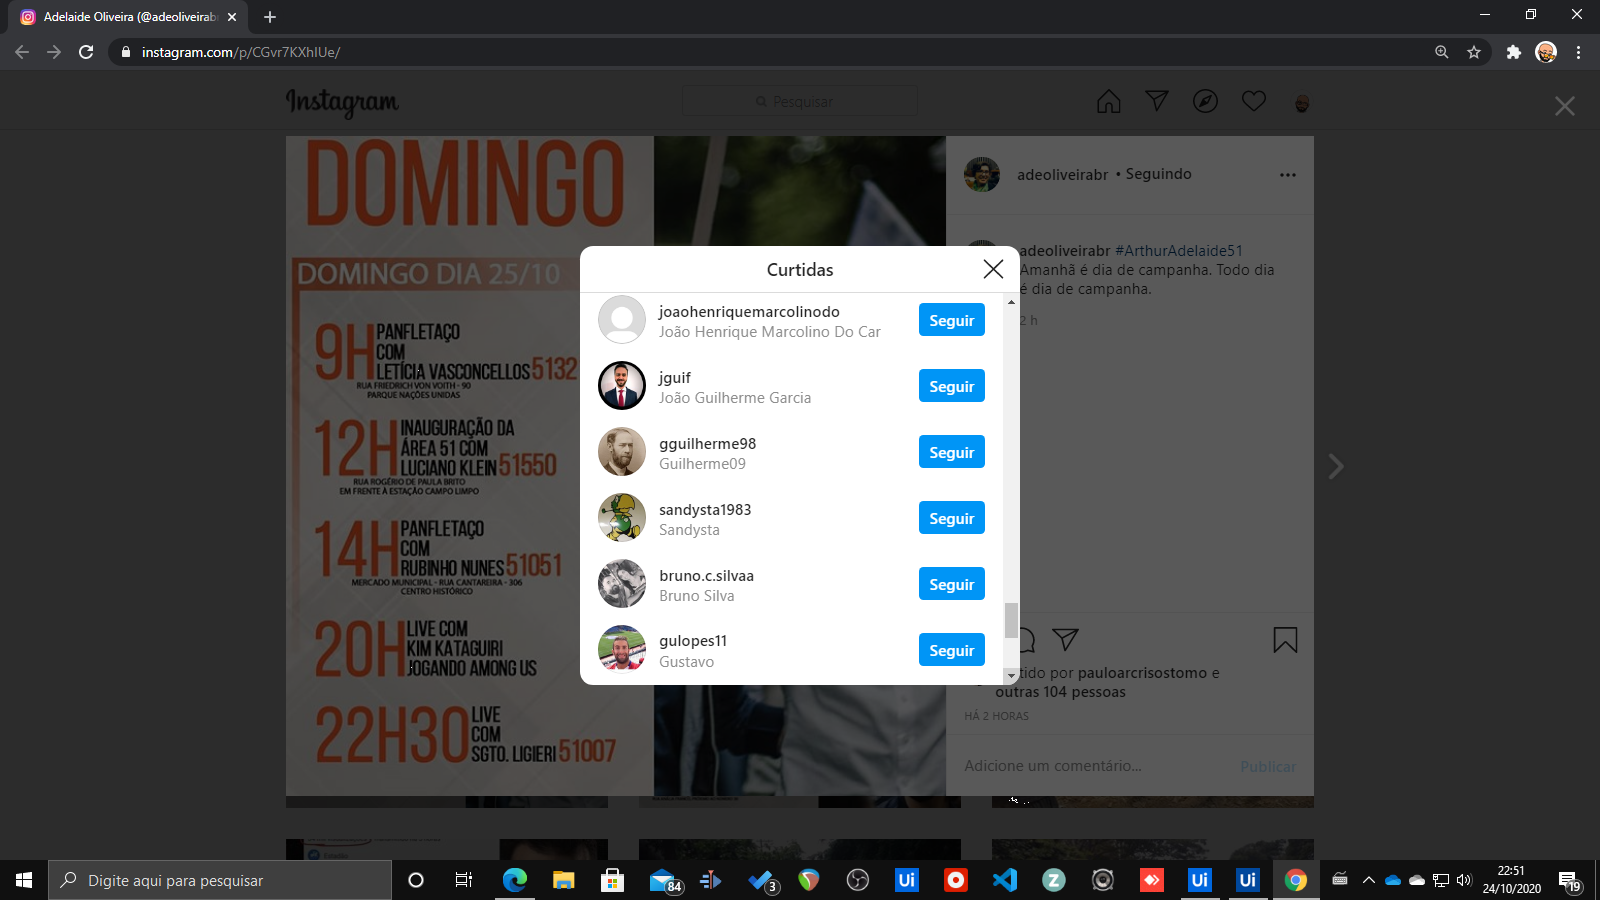 Adelaide Oliveira (@adeoliveirab
instagram.com/p/CGvr7KXhIUe/
Instagram
Pesquisar
DOMINGO
DOMINGO DIA 25/10
9H PANFLETAÇO
COM
LETÍCIA VASCONCELLOS 5132
RUA FRIEDRICH VON VOITH - 90
PARQUE NAÇÕES UNIDAS
12H INAUGURAÇÃO DA
ÁREA 51 COM
LUCIANO KLEIN 51550
RUA ROGÉRIO DE PAULA BRITO
EM FRENTE À ESTAÇÃO CAMPO LIMPO
14H PANFLETAÇO
COM
RUBINHO NUNES 51051
MERCADO MUNICIPAL - RUA CANTAREIRA - 306
CENTRO HISTÓRICO
20H LIVE COM
KIM KATAGUIRI
JOGANDO AMONG US
22H30 LIVE
COM
SGTO. LIGIERI 51007
Curtidas
joaohenriquemarcolinodo
João Henrique Marcolino Do Car
Seguir
jguif
João Guilherme Garcia
Seguir
gguilherme98
Guilherme09
Seguir
sandysta1983
Sandysta
Seguir
bruno.c.silvaa
Bruno Silva
Seguir
gulopes11
Gustavo
Seguir
adeoliveirabr • Seguindo
adeoliveirabr #ArthurAdelaide51
Amanhã é dia de campanha. Todo dia
é dia de campanha.
2 h
tido por pauloarcrisostomo e
outras 104 pessoas
HÁ 2 HORAS
Adicione um comentário...
Publicar
Digite aqui para pesquisar
84
3
Ui
Z
Ui
Ui
22:51
24/10/2020
19